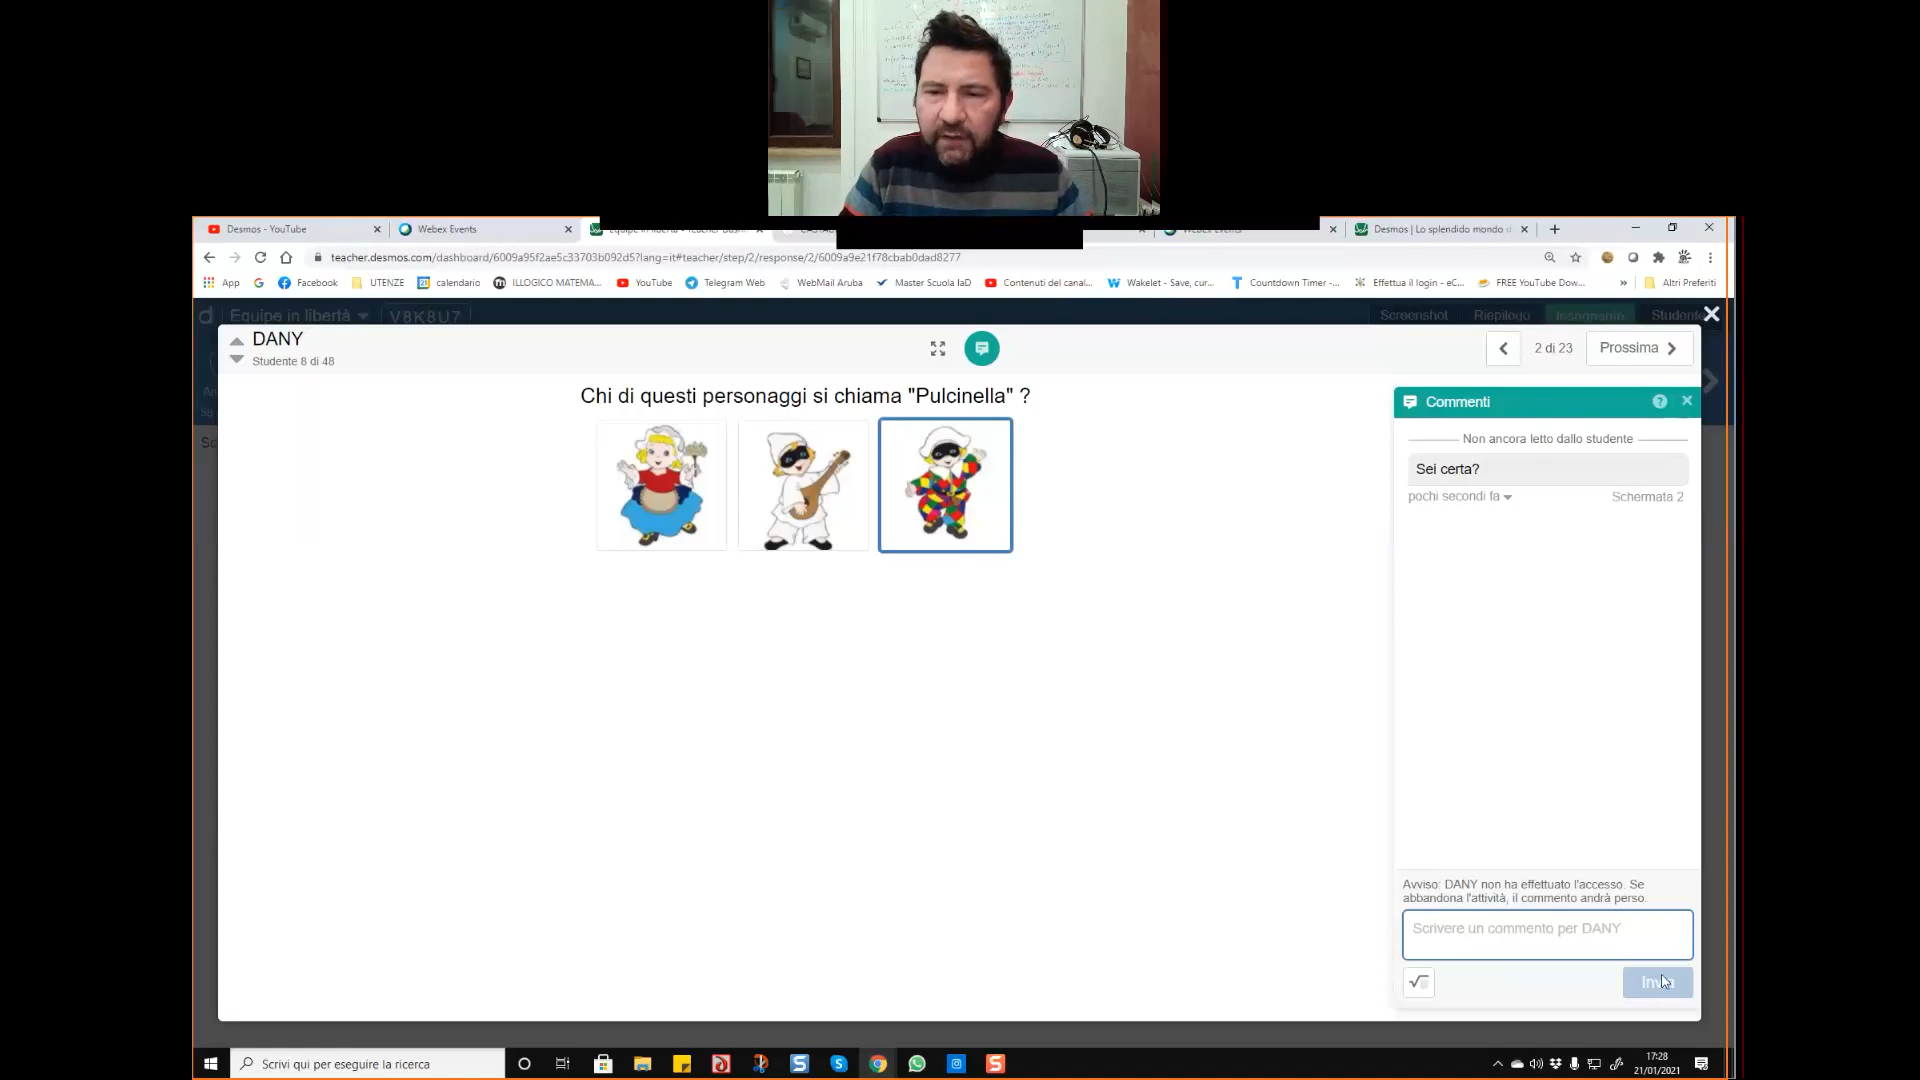 Desmos - YouTube
Webex Events
Desmos | Lo splendido mondo d
teacher.desmos.com/dashboard/6009a95f2ae5c33703b092d5?lang=it#teacher/step/2/response/2/6009a9e21f78cbab0dad8277
App
Facebook
UTENZE
calendario
ILLOGICO MATEMA...
YouTube
Telegram Web
WebMail Aruba
Master Scuola IaD
Contenuti del canal...
Wakelet - Save, cur...
Countdown Timer -...
Effettua il login - eC...
FREE YouTube Dow...
»
Altri Preferiti
Equipe in libertà
V8K8U7
Screenshot
Riepilogo
Insegnante
Studente
DANY
Studente 8 di 48
2 di 23
Prossima
Chi di questi personaggi si chiama "Pulcinella" ?
Commenti
Non ancora letto dallo studente
Sei certa?
pochi secondi fa
Schermata 2
Avviso: DANY non ha effettuato l'accesso. Se
abbandona l'attività, il commento andrà perso.
Scrivere un commento per DANY
Scrivi qui per eseguire la ricerca
17:28
21/01/2021